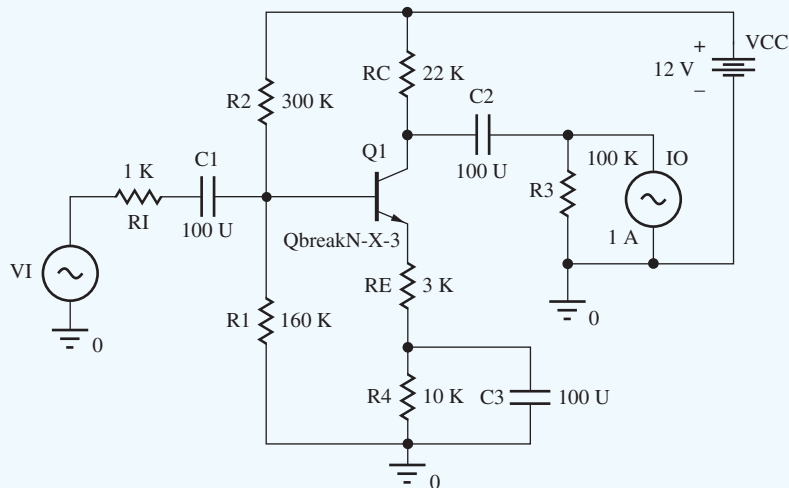 VCC
+
12 V
–
RC
22 K
C2
R2
300 K
Q1
100 U
100 K
IO
1 K
C1
R3
RI
100 U
1 A
QbreakN-X-3
VI
RE
3 K
0
R1
160 K
0
R4
10 K
C3
100 U
0